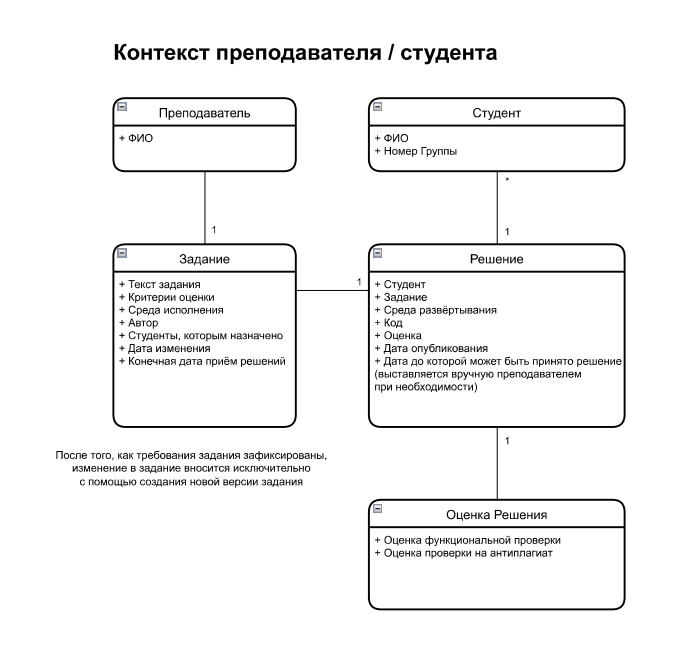 Контекст преподавателя / студента
Преподаватель
+ ФИО
Студент
+ ФИО
+ Номер Группы
*
1
1
Задание
+ Текст задания
+ Критерии оценки
+ Среда исполнения
+ Автор
+ Студенты, которым назначено
+ Дата изменения
+ Конечная дата приём решений
1
Решение
+ Студент
+ Задание
+ Среда развёртывания
+ Код
+ Оценка
+ Дата опубликования
+ Дата до которой может быть принято решение
(выставляется вручную преподавателем
при необходимости)
1
После того, как требования задания зафиксированы,
изменение в задание вносится исключительно
с помощью создания новой версии задания
Оценка Решения
+ Оценка функциональной проверки
+ Оценка проверки на антиплагиат